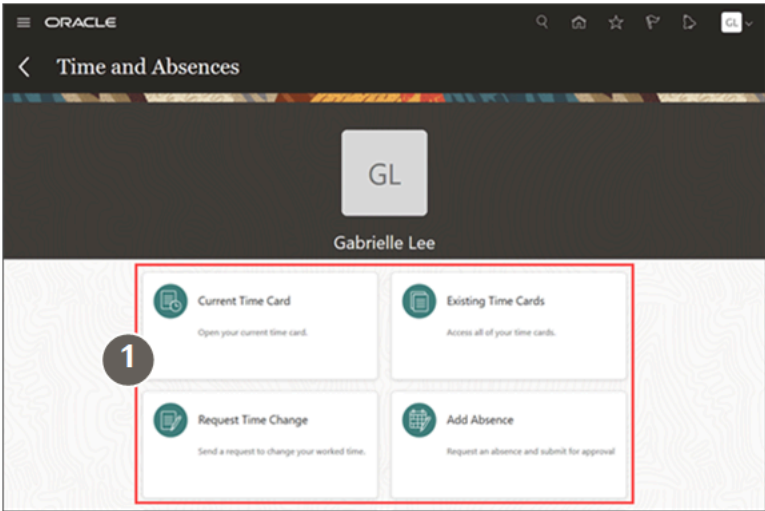 ORACLE
GL
Time and Absences
GL
Gabrielle Lee
Current Time Card
Open your current time card.
Existing Time Cards
Access all of your time cards.
1
Request Time Change
Send a request to change your worked time.
Add Absence
Request an absence and submit for approval